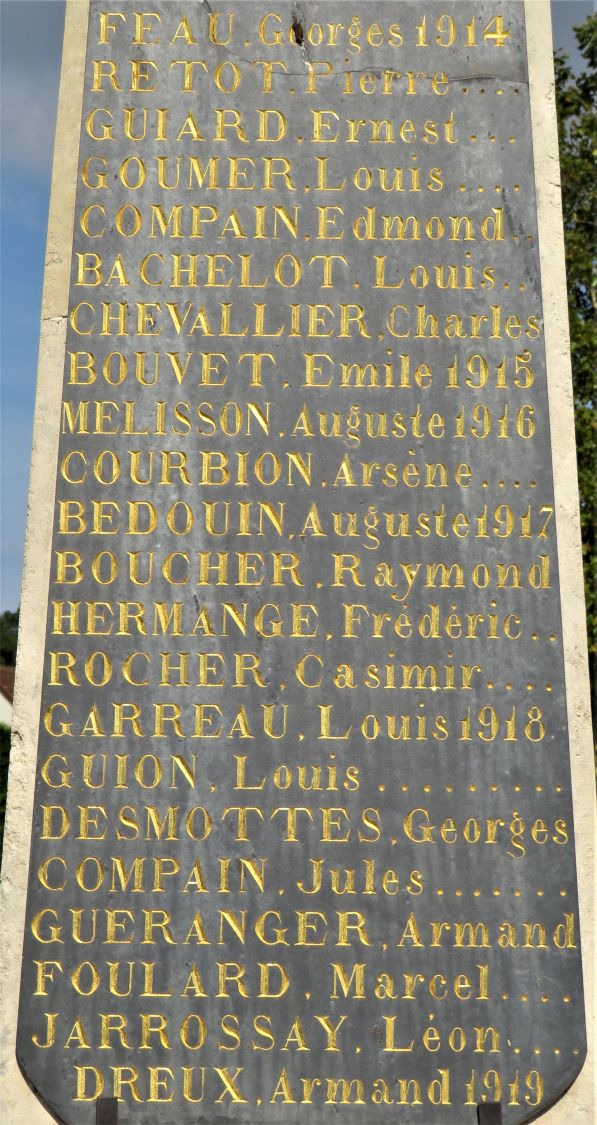 FEAU, Georges 1914
RETOT. Pierre ....
GUIARD, Ernest ....
GOUMER, Louis ....
COMPAIN, Edmond..
BACHELOT. Louis...
CHEVALLIER, Charles
BOUVET, Emile 1915
MELISSON, Auguste 1916
COURBION, Arsène ....
BEDOUIN, Auguste 1917
BOUCHER, Raymond
HERMANGE, Frédéric..
ROCHER, Casimir ....
GARREAU, Louis 1918
GUION, Louis .........
DESMOTTES, Georges
COMPAIN, Jules .......
GUERANGER, Armand
FOULARD, Marcel ....
JARROSSAY, Léon ....
DREUX, Armand 1919